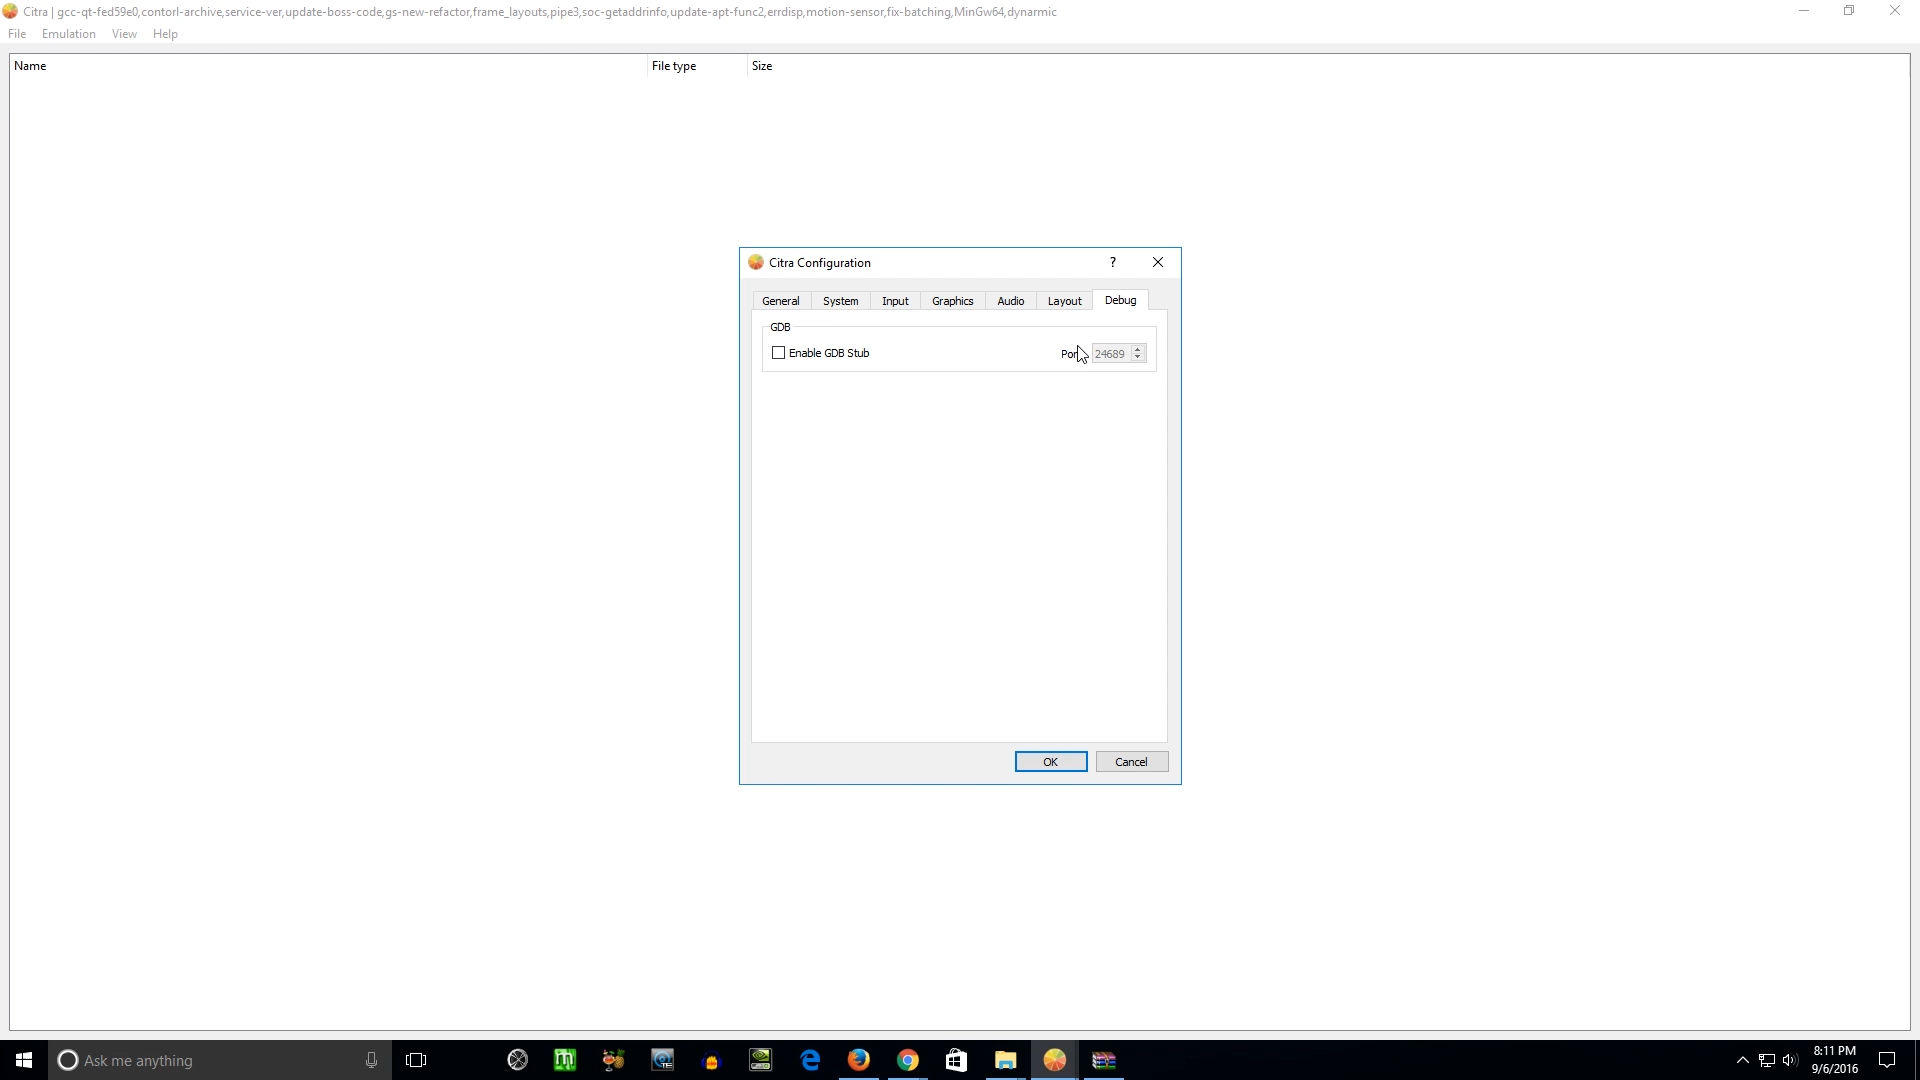 Citra | gcc-qt-fed59e0,contorl-archive,service-ver,update-boss-code,gs-new-refactor,frame_layouts,pipe3,soc-getaddrinfo,update-apt-func2,errdisp,motion-sensor,fix-batching,MinGw64,dynarmic
File Emulation View Help
Name File type Size
Citra Configuration ?
General System Input Graphics Audio Layout Debug
GDB
Enable GDB Stub Por 24689
OK Cancel
Ask me anything
8:11 PM
9/6/2016